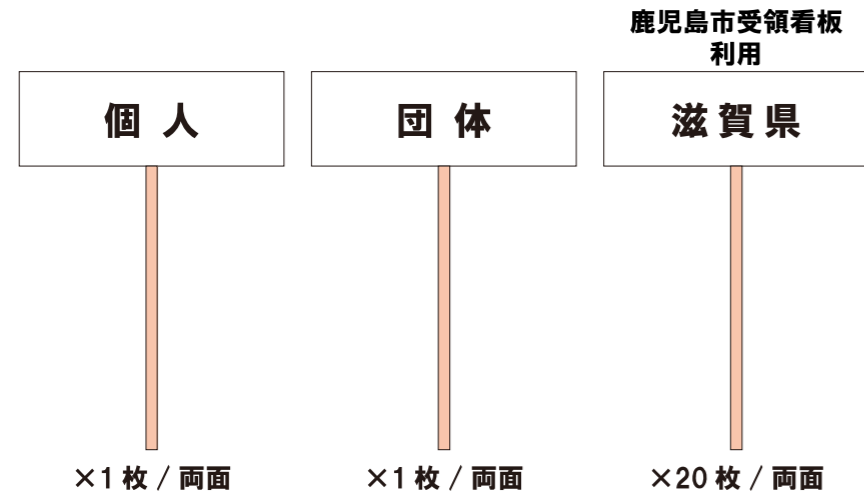 鹿児島市受領看板
利用
個 人
団 体
滋賀県
×1 枚 / 両面
×1 枚 / 両面
×20 枚 / 両面